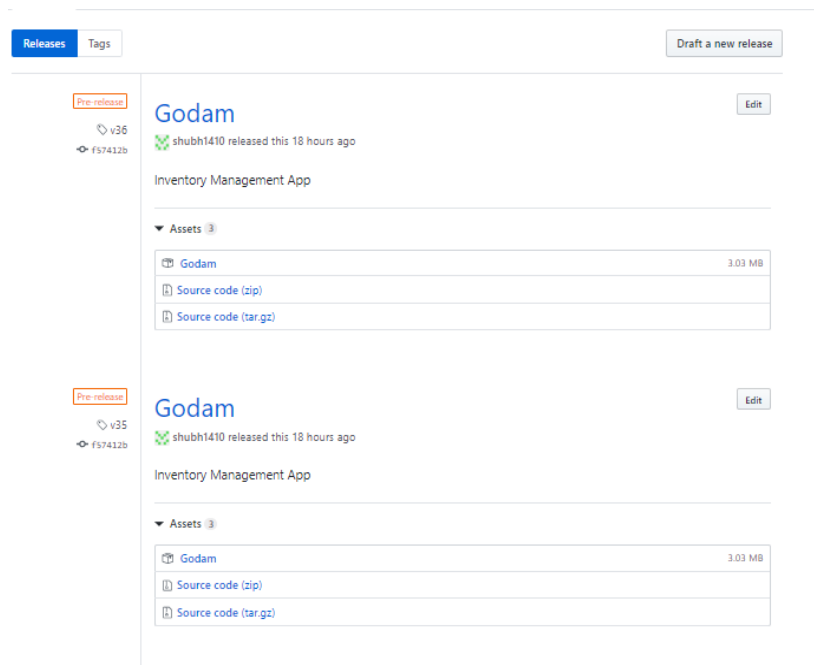 Releases Tags Draft a new release
Pre-release
Godam
Edit
v36
shubh1410 released this 18 hours ago
f57412b
Inventory Management App
Assets 3
Godam 3.03 MB
Source code (zip)
Source code (tar.gz)
Pre-release
Godam
Edit
v35
shubh1410 released this 18 hours ago
f57412b
Inventory Management App
Assets 3
Godam 3.03 MB
Source code (zip)
Source code (tar.gz)